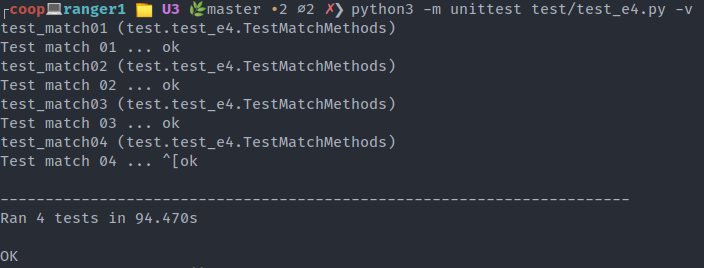 ┌coop💻ranger1 📁 U3 🌿master •2 ⌀2 ✗❯ python3 -m unittest test/test_e4.py -v
test_match01 (test.test_e4.TestMatchMethods)
Test match 01 ... ok
test_match02 (test.test_e4.TestMatchMethods)
Test match 02 ... ok
test_match03 (test.test_e4.TestMatchMethods)
Test match 03 ... ok
test_match04 (test.test_e4.TestMatchMethods)
Test match 04 ... ^[ok
----------------------------------------------------------------------
Ran 4 tests in 94.470s
OK